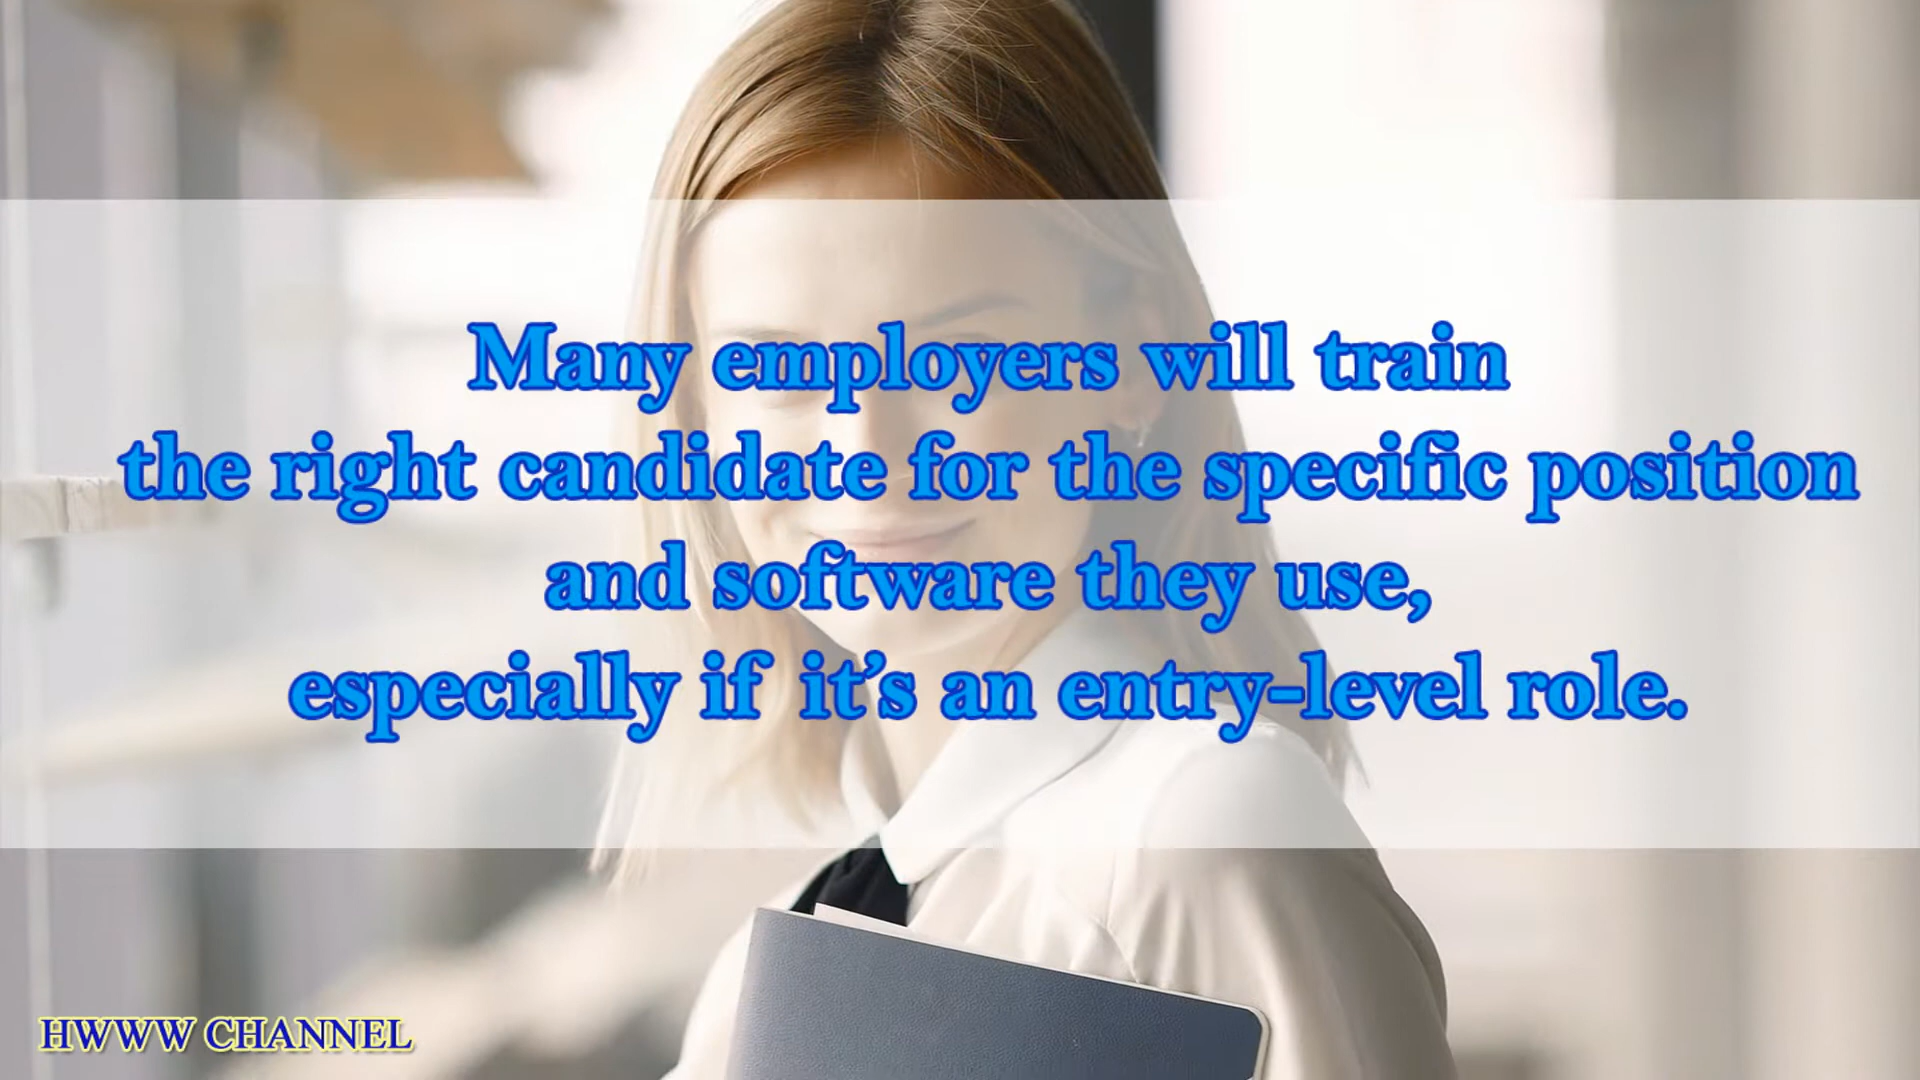 Many employers will train
the right candidate for the specific position
and software they use,
especially if it’s an entry-level role.
HWWW CHANNEL